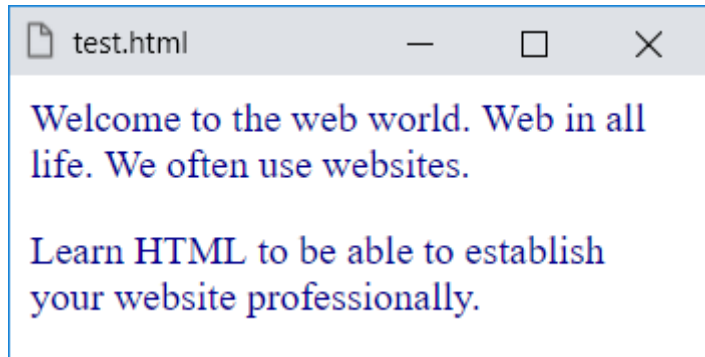 test.html
Welcome to the web world. Web in all
life. We often use websites.
Learn HTML to be able to establish
your website professionally.